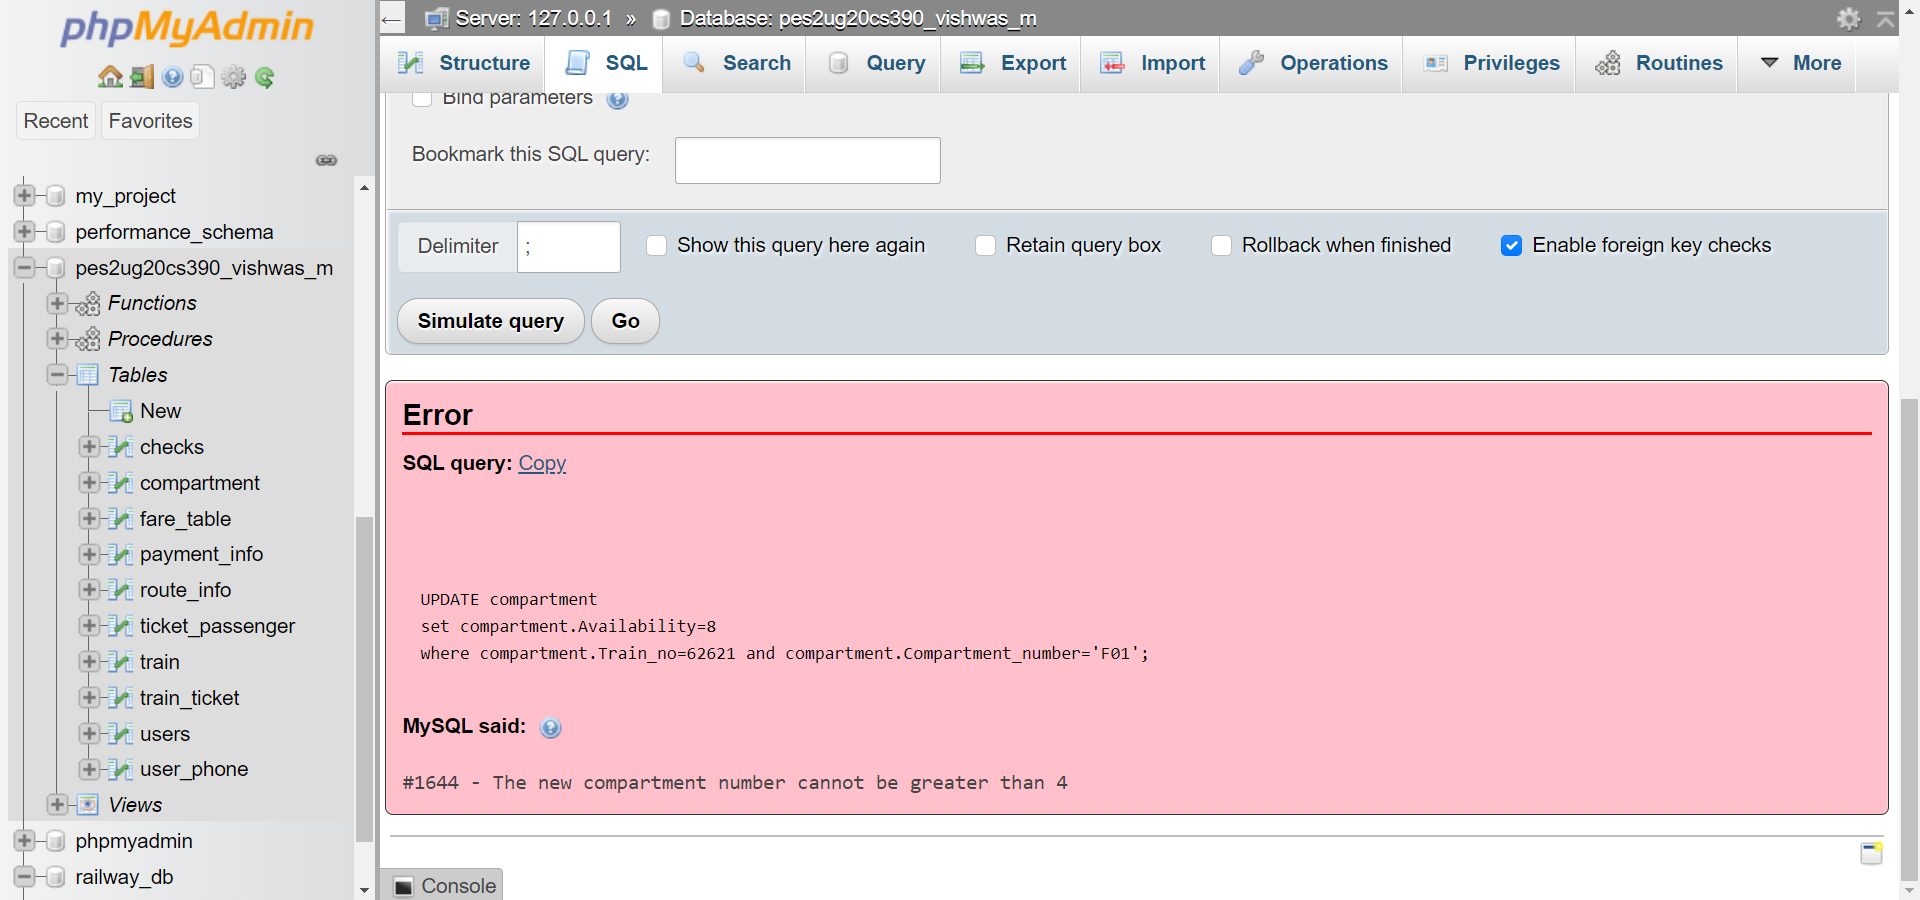 phpMyAdmin
Recent Favorites
my_project
performance_schema
pes2ug20cs390_vishwas_m
Functions
Procedures
Tables
New
checks
compartment
fare_table
payment_info
route_info
ticket_passenger
train
train_ticket
users
user_phone
Views
phpmyadmin
railway_db
Server: 127.0.0.1 » Database: pes2ug20cs390_vishwas_m
Structure SQL Search Query Export Import Operations Privileges Routines More
Bind parameters
Bookmark this SQL query:
Delimiter ; Show this query here again Retain query box Rollback when finished Enable foreign key checks
Simulate query Go
Error
SQL query: Copy
UPDATE compartment
set compartment.Availability=8
where compartment.Train_no=62621 and compartment.Compartment_number='F01';
MySQL said:
#1644 - The new compartment number cannot be greater than 4
Console